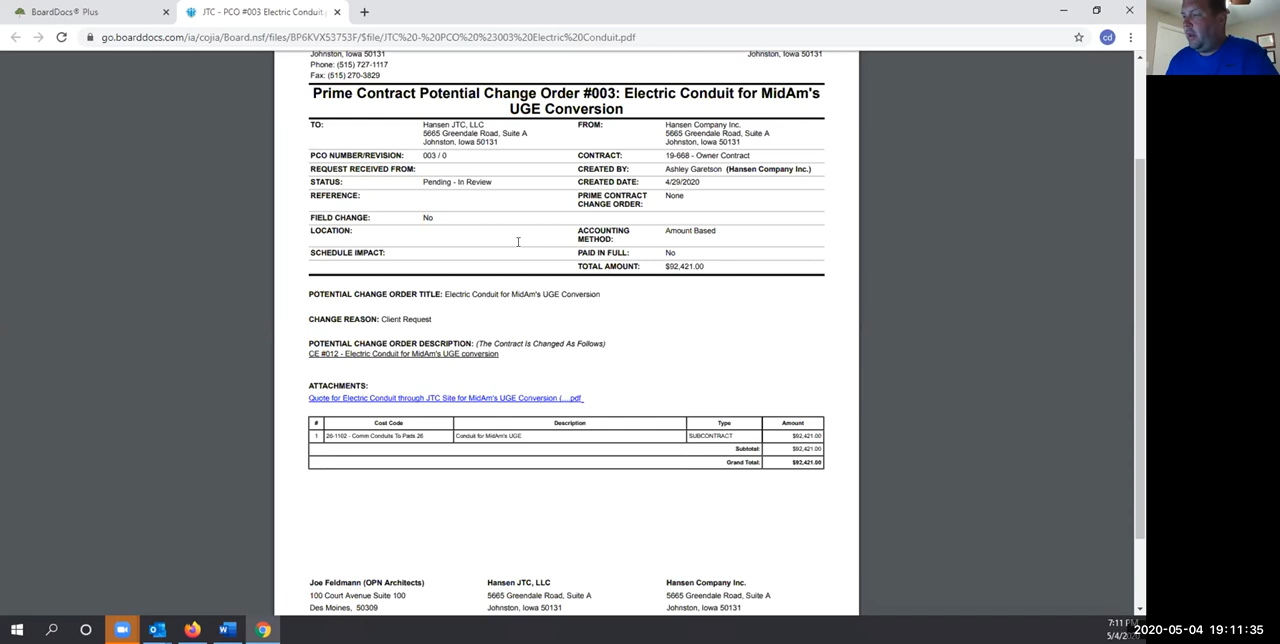 BoardDocs® Plus
JTC - PCO #003 Electric Conduit
go.boarddocs.com/ia/cojia/Board.nsf/files/BP6KVX53753F/$file/JTC%20-%20PCO%20%23003%20Electric%20Conduit.pdf
cd
Johnston, Iowa 50131 Johnston, Iowa 50131
Phone: (515) 727-1117
Fax: (515) 270-3829
Prime Contract Potential Change Order #003: Electric Conduit for MidAm's
UGE Conversion
TO: Hansen JTC, LLC FROM: Hansen Company Inc.
5665 Greendale Road, Suite A 5665 Greendale Road, Suite A
Johnston, Iowa 50131 Johnston, Iowa 50131
PCO NUMBER/REVISION: 003 / 0 CONTRACT: 19-668 - Owner Contract
REQUEST RECEIVED FROM: CREATED BY: Ashley Garetson (Hansen Company Inc.)
STATUS: Pending - In Review CREATED DATE: 4/29/2020
REFERENCE: PRIME CONTRACT None
CHANGE ORDER:
FIELD CHANGE: No
LOCATION: ACCOUNTING Amount Based
METHOD:
SCHEDULE IMPACT: PAID IN FULL: No
TOTAL AMOUNT: $92,421.00
POTENTIAL CHANGE ORDER TITLE: Electric Conduit for MidAm's UGE Conversion
CHANGE REASON: Client Request
POTENTIAL CHANGE ORDER DESCRIPTION: (The Contract Is Changed As Follows)
CE #012 - Electric Conduit for MidAm's UGE conversion
ATTACHMENTS:
Quote for Electric Conduit through JTC Site for MidAm's UGE Conversion (....pdf
# Cost Code Description Type Amount
1 26-1102 - Comm Conduits To Pads 26 Conduit for MidAm's UGE SUBCONTRACT $92,421.00
Subtotal: $92,421.00
Grand Total: $92,421.00
Joe Feldmann (OPN Architects) Hansen JTC, LLC Hansen Company Inc.
100 Court Avenue Suite 100 5665 Greendale Road, Suite A 5665 Greendale Road, Suite A
Des Moines, 50309 Johnston, Iowa 50131 Johnston, Iowa 50131
7:11 PM
5/4/2020
2020-05-04 19:11:35